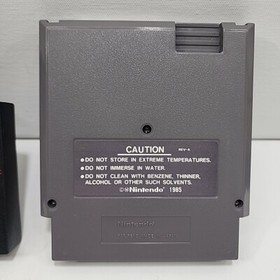 CAUTION
REV-A
●DO NOT STORE IN EXTREME TEMPERATURES.
●DO NOT IMMERSE IN WATER.
●DO NOT CLEAN WITH BENZENE, THINNER,
ALCOHOL OR OTHER SUCH SOLVENTS.
©®Nintendo 1985
Nintendo